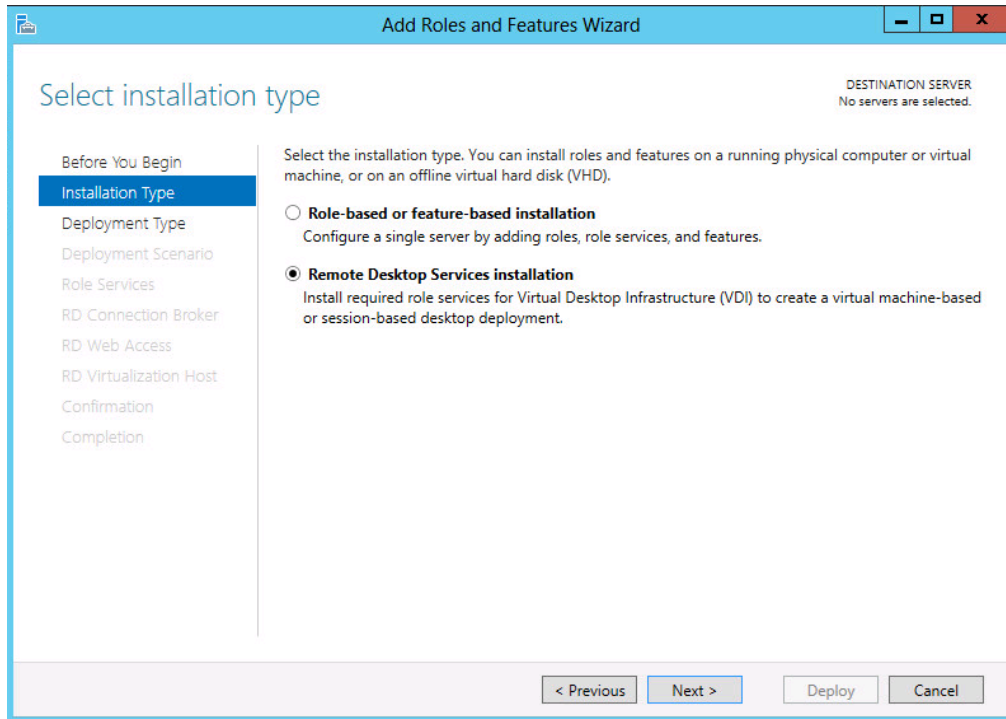 Add Roles and Features Wizard
Select installation type
DESTINATION SERVER
No servers are selected.
Before You Begin
Installation Type
Deployment Type
Deployment Scenario
Role Services
RD Connection Broker
RD Web Access
RD Virtualization Host
Confirmation
Completion
Select the installation type. You can install roles and features on a running physical computer or virtual
machine, or on an offline virtual hard disk (VHD).
Role-based or feature-based installation
Configure a single server by adding roles, role services, and features.
Remote Desktop Services installation
Install required role services for Virtual Desktop Infrastructure (VDI) to create a virtual machine-based
or session-based desktop deployment.
< Previous
Next >
Deploy
Cancel